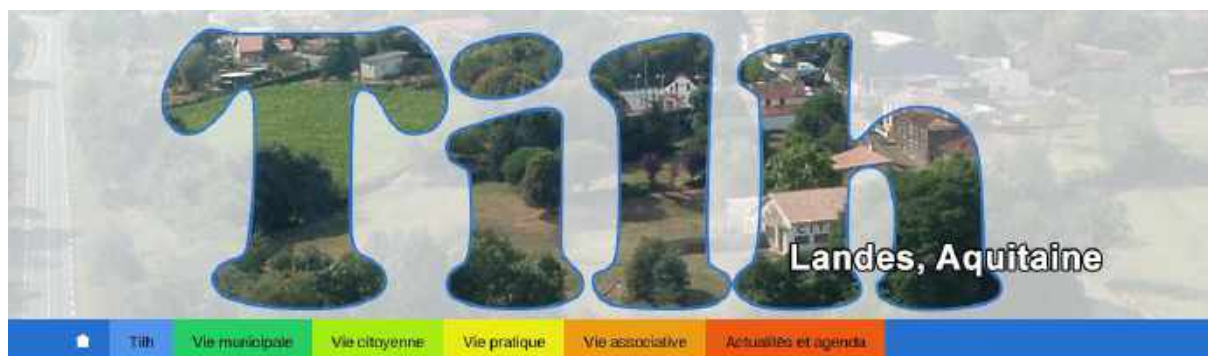 Tilh
Landes, Aquitaine
Tilh Vie municipale Vie citoyenne Vie pratique Vie associative Actualités et agenda